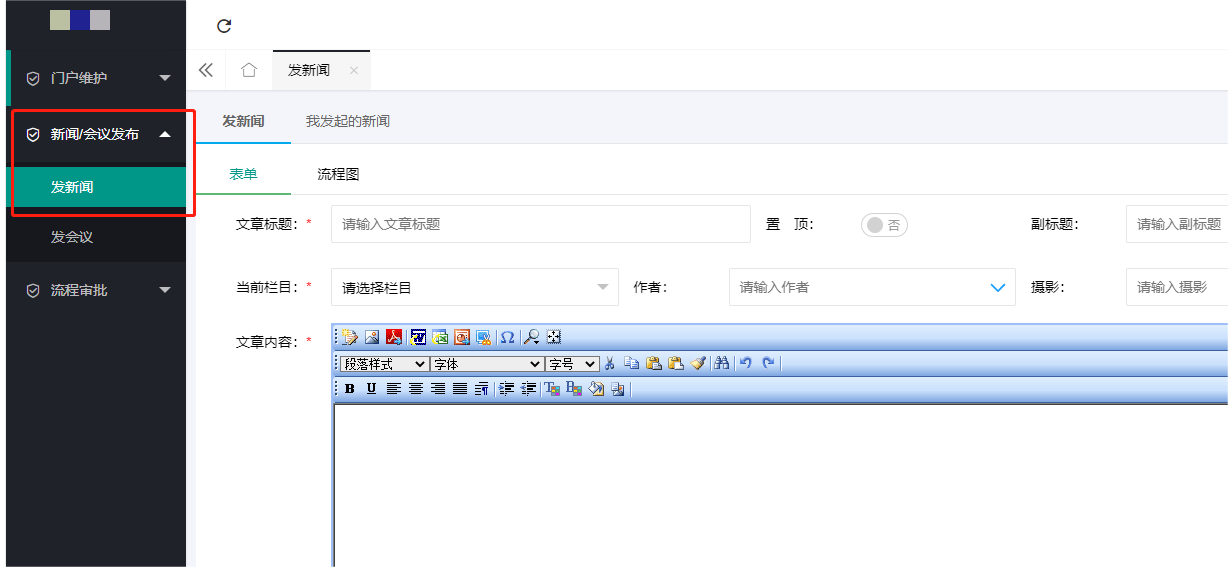 门户维护
新闻/会议发布
发新闻
发会议
流程审批
发新闻
发新闻 我发起的新闻
表单 流程图
文章标题： * 请输入文章标题 置 顶： 否 副标题： 请输入副标题
当前栏目： * 请选择栏目 作者： 请输入作者 摄影： 请输入摄影
文章内容： *
段落样式 字体 字号
B U